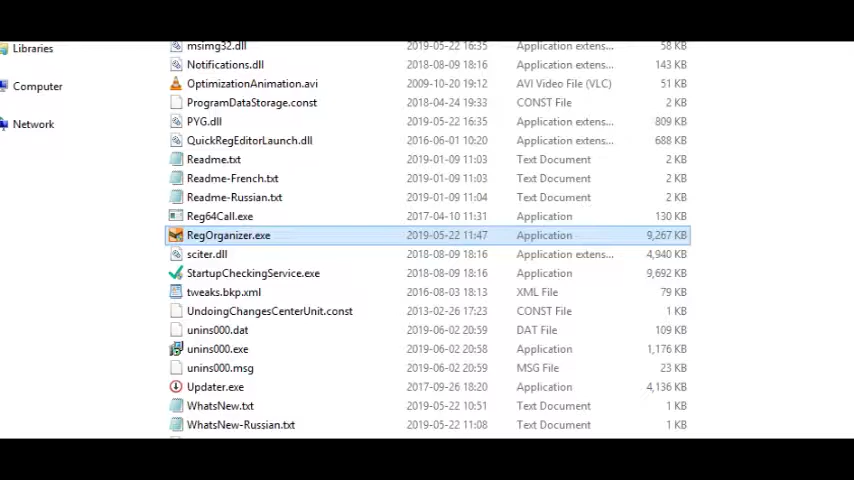 Libraries
Computer
Network
msimg32.dll 2019-05-22 16:35 Application extens... 58 KB
Notifications.dll 2018-08-09 18:16 Application extens... 143 KB
OptimizationAnimation.avi 2009-10-20 19:12 AVI Video File (VLC) 51 KB
ProgramDataStorage.const 2018-04-24 19:33 CONST File 2 KB
PYG.dll 2019-05-22 16:35 Application extens... 809 KB
QuickRegEditorLaunch.dll 2016-06-01 10:20 Application extens... 688 KB
Readme.txt 2019-01-09 11:03 Text Document 2 KB
Readme-French.txt 2019-01-09 11:03 Text Document 2 KB
Readme-Russian.txt 2019-01-09 11:04 Text Document 2 KB
Reg64Call.exe 2017-04-10 11:31 Application 130 KB
RegOrganizer.exe 2019-05-22 11:47 Application 9,267 KB
sciter.dll 2018-08-09 18:16 Application extens... 4,940 KB
StartupCheckingService.exe 2018-08-09 18:16 Application 9,692 KB
tweaks.bkp.xml 2016-08-03 18:13 XML File 79 KB
UndoingChangesCenterUnit.const 2013-02-26 17:23 CONST File 1 KB
unins000.dat 2019-06-02 20:59 DAT File 109 KB
unins000.exe 2019-06-02 20:58 Application 1,176 KB
unins000.msg 2019-06-02 20:59 MSG File 23 KB
Updater.exe 2017-09-26 18:20 Application 4,136 KB
WhatsNew.txt 2019-05-22 10:51 Text Document 1 KB
WhatsNew-Russian.txt 2019-05-22 11:08 Text Document 1 KB